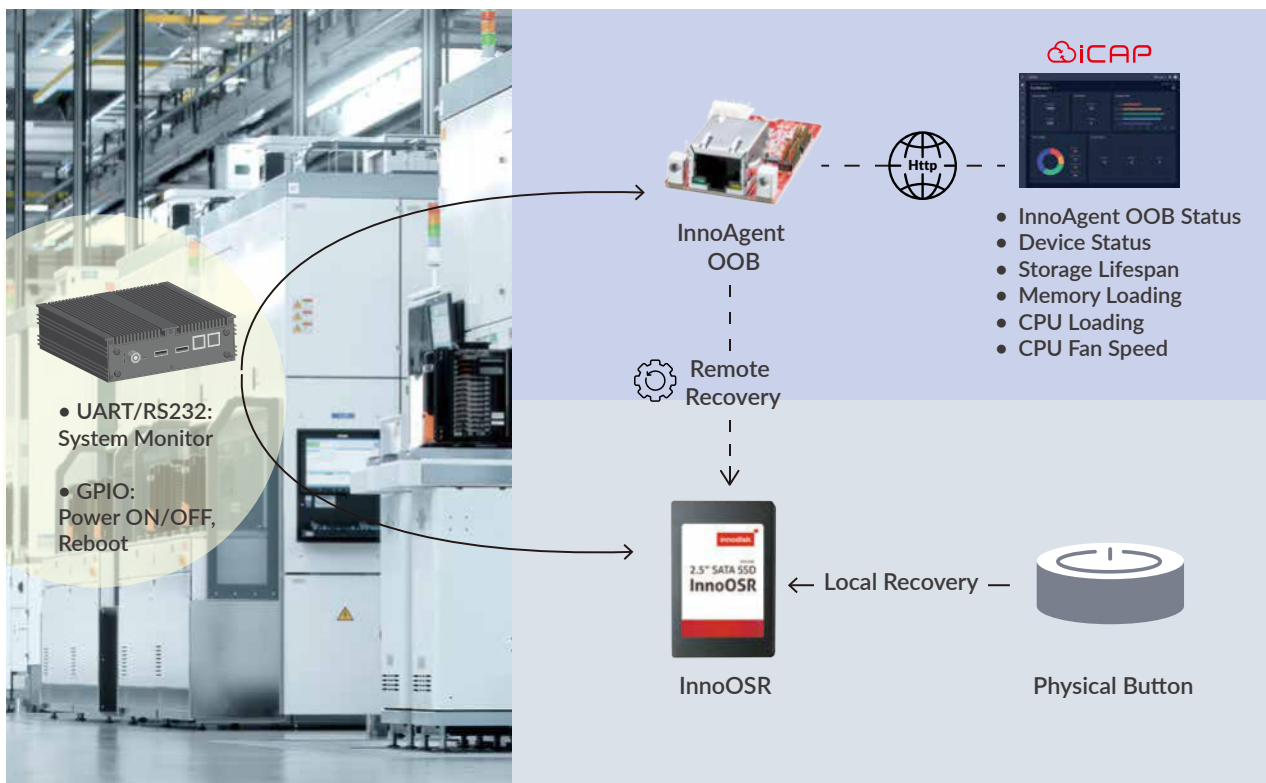 ● UART/RS232:
System Monitor
● GPIO:
Power ON/OFF,
Reboot
InnoAgent
OOB
Http
iCAP
● InnoAgent OOB Status
● Device Status
● Storage Lifespan
● Memory Loading
● CPU Loading
● CPU Fan Speed
Remote
Recovery
innodisk
2.5" SATA SSD
InnoOSR
InnoOSR
Local Recovery
Physical Button